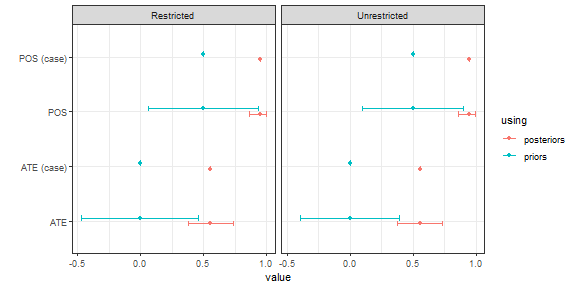 Restricted
Unrestricted
POS (case)
POS
ATE (case)
ATE
-0.5 0.0 0.5 1.0
-0.5 0.0 0.5 1.0
value
using
posteriors
priors